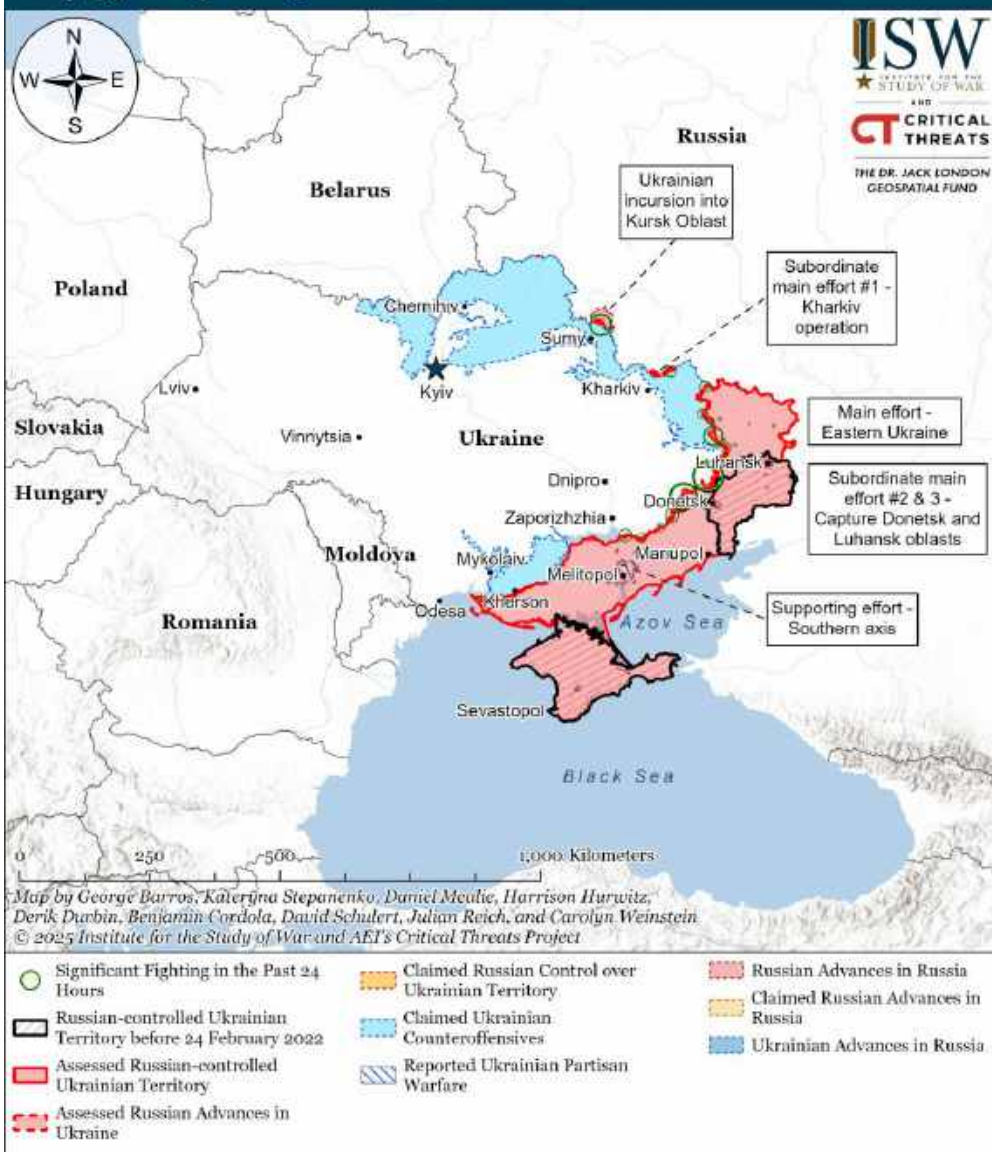 N
W E
S
ISW
INSTITUTE FOR THE
STUDY OF WAR
AND
CT CRITICAL
THREATS
THE DR. JACK LONDON
GEOSPATIAL FUND
Russia
Belarus
Poland
Ukrainian
incursion into
Kursk Oblast
Subordinate
main effort #1 -
Kharkiv
operation
Chernihiv
Sumy
Kyiv
Kharkiv
Lviv
Slovakia
Vinnytsia
Ukraine
Main effort -
Eastern Ukraine
Hungary
Luhansk
Dnipro
Donetsk
Subordinate main
effort #2 & 3 -
Capture Donetsk and
Luhansk oblasts
Zaporizhzhia
Moldova
Mykolaiv
Mariupol
Melitopol
Odesa
Kherson
Romania
Azov Sea
Supporting effort -
Southern axis
Sevastopol
Black Sea
0 250 500 1,000 Kilometers
Map by George Barros, Kateryna Stepanenko, Daniel Mealie, Harrison Hurwitz,
Derik Durbin, Benjamin Cordola, David Schulert, Julian Reich, and Carolyn Weinstein
© 2025 Institute for the Study of War and AEI's Critical Threats Project
Significant Fighting in the Past 24
Hours
Russian-controlled Ukrainian
Territory before 24 February 2022
Assessed Russian-controlled
Ukrainian Territory
Assessed Russian Advances in
Ukraine
Claimed Russian Control over
Ukrainian Territory
Claimed Ukrainian
Counteroffensives
Reported Ukrainian Partisan
Warfare
Russian Advances in Russia
Claimed Russian Advances in
Russia
Ukrainian Advances in Russia